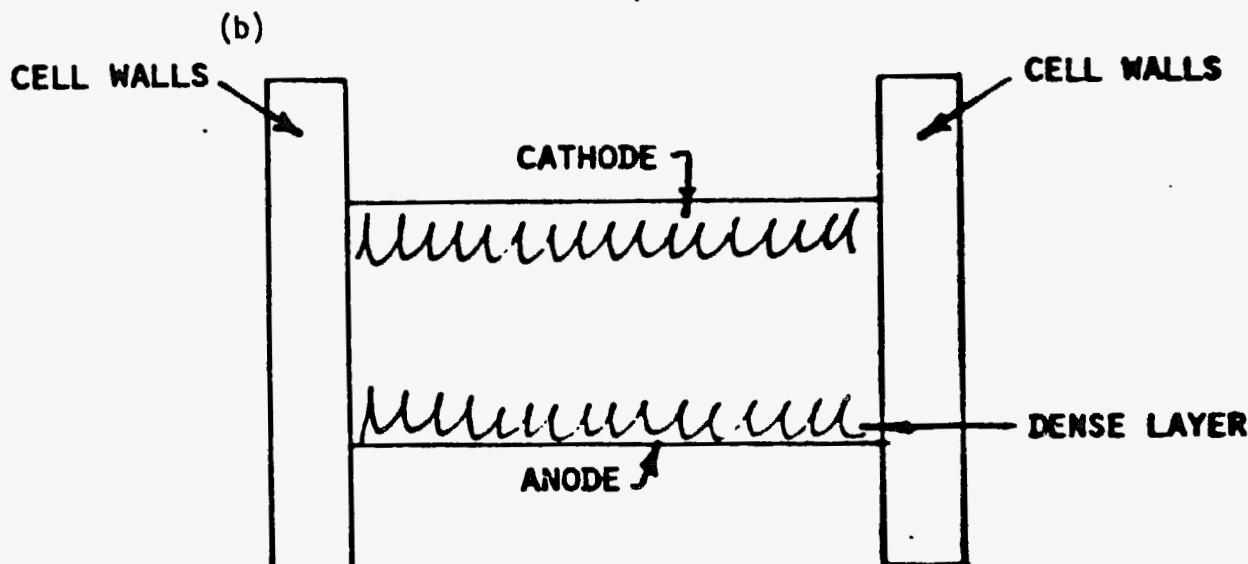 (b)
CELL WALLS
CELL WALLS
CATHODE
DENSE LAYER
ANODE